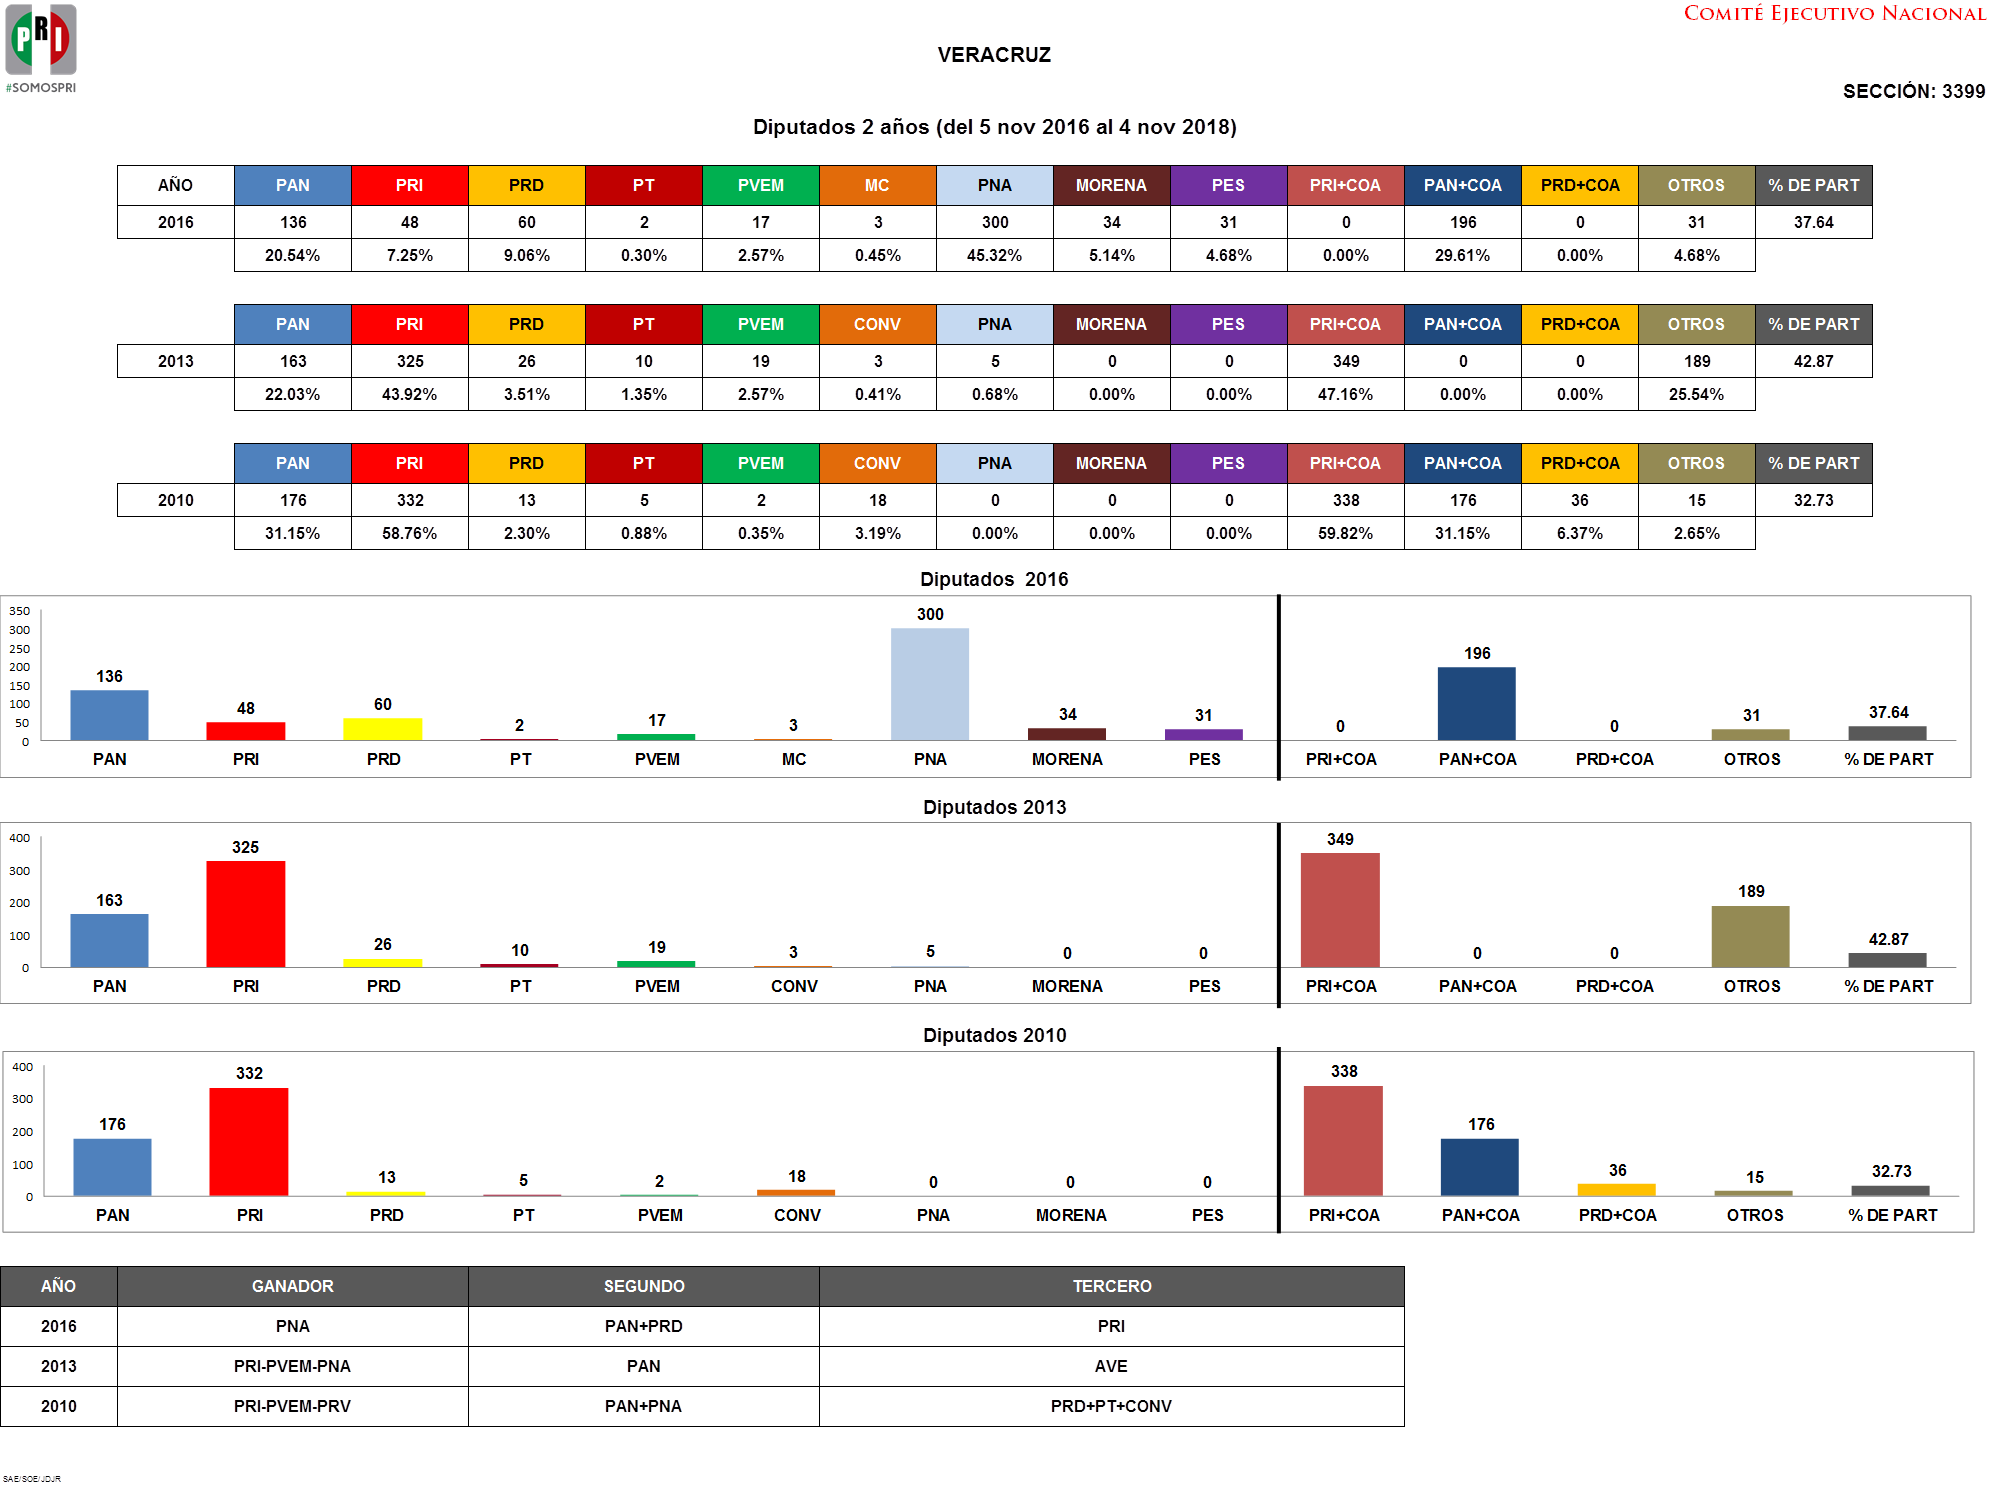 PRI
#SOMOSPRI
COMITÉ EJECUTIVO NACIONAL
VERACRUZ
SECCIÓN: 3399
Diputados 2 años (del 5 nov 2016 al 4 nov 2018)
AÑO PAN PRI PRD PT PVEM MC PNA MORENA PES PRI+COA PAN+COA PRD+COA OTROS % DE PART
2016 136 48 60 2 17 3 300 34 31 0 196 0 31 37.64
20.54% 7.25% 9.06% 0.30% 2.57% 0.45% 45.32% 5.14% 4.68% 0.00% 29.61% 0.00% 4.68%
PAN PRI PRD PT PVEM CONV PNA MORENA PES PRI+COA PAN+COA PRD+COA OTROS % DE PART
2013 163 325 26 10 19 3 5 0 0 349 0 0 189 42.87
22.03% 43.92% 3.51% 1.35% 2.57% 0.41% 0.68% 0.00% 0.00% 47.16% 0.00% 0.00% 25.54%
PAN PRI PRD PT PVEM CONV PNA MORENA PES PRI+COA PAN+COA PRD+COA OTROS % DE PART
2010 176 332 13 5 2 18 0 0 0 338 176 36 15 32.73
31.15% 58.76% 2.30% 0.88% 0.35% 3.19% 0.00% 0.00% 0.00% 59.82% 31.15% 6.37% 2.65%
Diputados 2016
350
300
250
200
150
100
50
0
136 48 60 2 17 3 300 34 31 0 196 0 31 37.64
PAN PRI PRD PT PVEM MC PNA MORENA PES PRI+COA PAN+COA PRD+COA OTROS % DE PART
Diputados 2013
400
300
200
100
0
163 325 26 10 19 3 5 0 0 349 0 0 189 42.87
PAN PRI PRD PT PVEM CONV PNA MORENA PES PRI+COA PAN+COA PRD+COA OTROS % DE PART
Diputados 2010
400
300
200
100
0
176 332 13 5 2 18 0 0 0 338 176 36 15 32.73
PAN PRI PRD PT PVEM CONV PNA MORENA PES PRI+COA PAN+COA PRD+COA OTROS % DE PART
AÑO GANADOR SEGUNDO TERCERO
2016 PNA PAN+PRD PRI
2013 PRI-PVEM-PNA PAN AVE
2010 PRI-PVEM-PRV PAN+PNA PRD+PT+CONV
SAE/SOE/JDJR